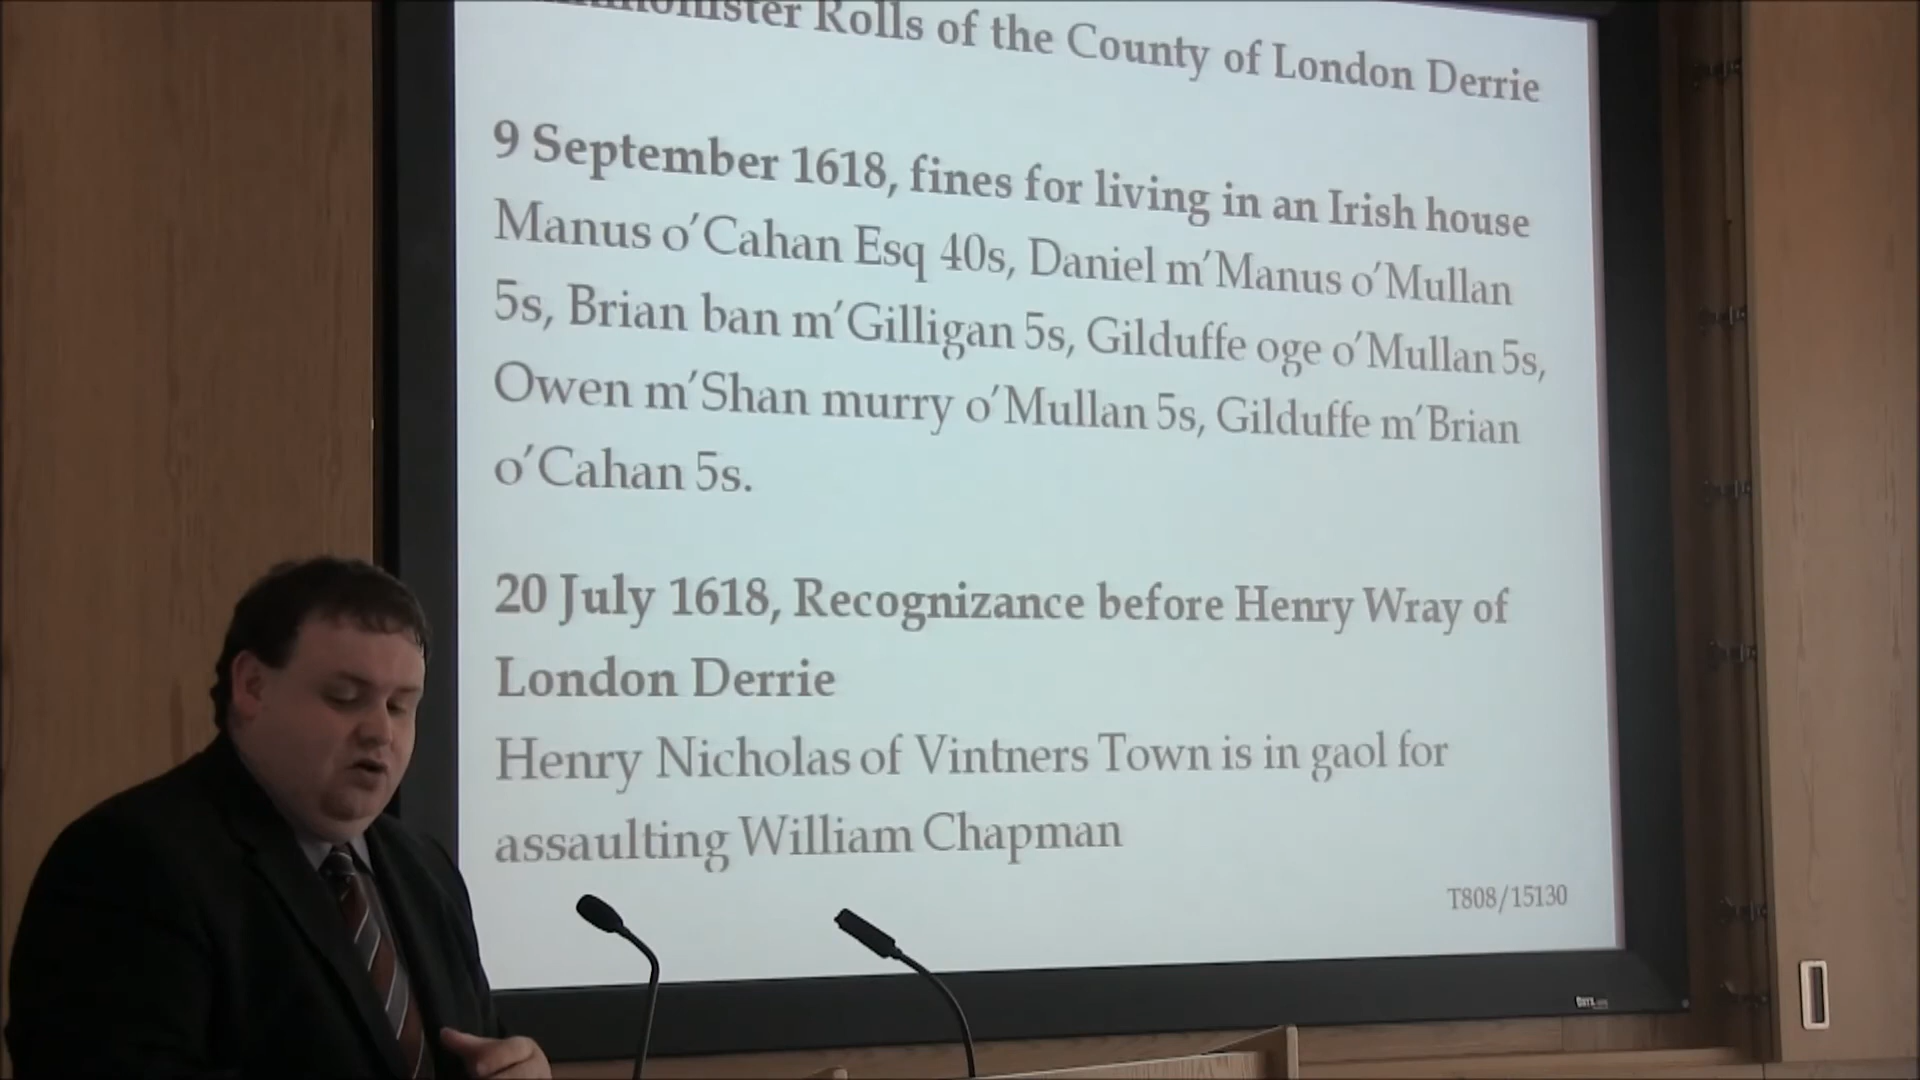 Rolls of the County of London Derrie
9 September 1618, fines for living in an Irish house
Manus o'Cahan Esq 40s, Daniel m'Manus o'Mullan
5s, Brian ban m'Gilligan 5s, Gilduffe oge o'Mullan 5s,
Owen m'Shan murry o'Mullan 5s, Gilduffe m'Brian
o'Cahan 5s.
20 July 1618, Recognizance before Henry Wray of
London Derrie
Henry Nicholas of Vintners Town is in gaol for
assaulting William Chapman
T808/15130